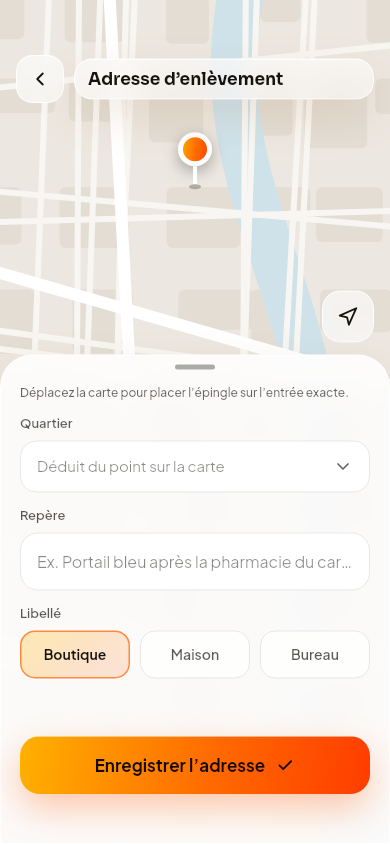 Adresse d’enlèvement
Déplacez la carte pour placer l’épingle sur l’entrée exacte.
Quartier
Déduit du point sur la carte
Repère
Ex. Portail bleu après la pharmacie du car…
Libellé
Boutique
Maison
Bureau
Enregistrer l’adresse